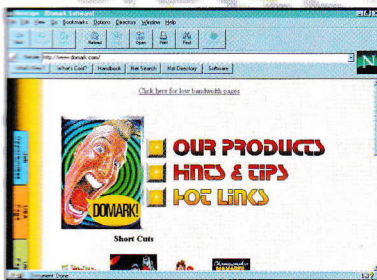 Netscape - [Domark Software]
File Edit View Go Bookmarks Options Directory Window Help
Reload Open Print Find
http://www.domark.com/
What's New? What's Cool? Handbook Net Search Net Directory Software
Click here for low bandwidth pages
OUR PRODUCTS
HINTS & TIPS
HOT LINKS
DOMARK!
Short Cuts
Document: Done